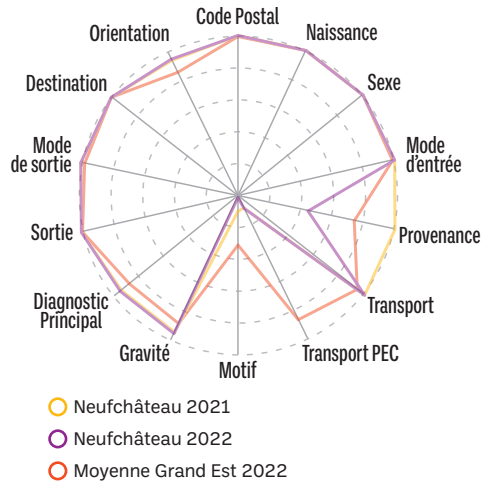 Code Postal
Orientation
Naissance
Destination
Sexe
Mode
de sortie
Mode
d'entrée
Sortie
Provenance
Diagnostic
Principal
Transport
Gravité
Motif
Transport PEC
Neufchâteau 2021
Neufchâteau 2022
Moyenne Grand Est 2022